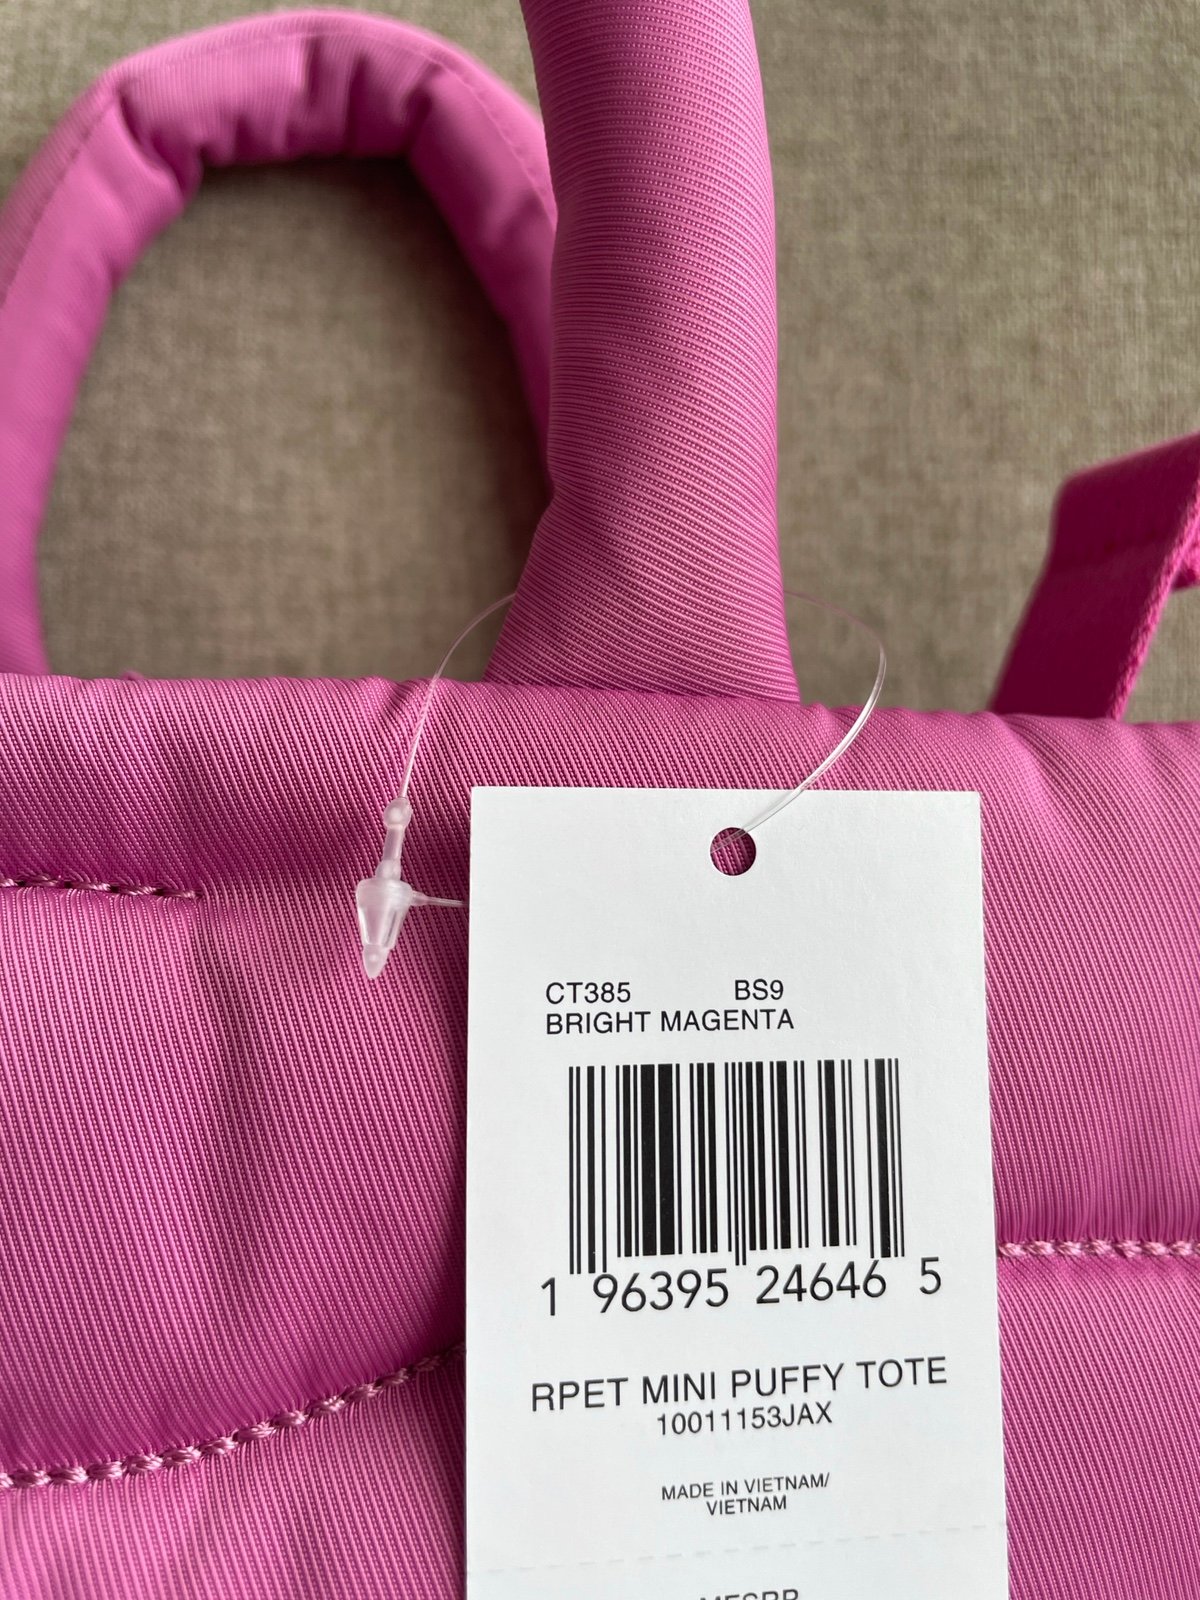 CT385 BS9
BRIGHT MAGENTA
1 96395 24646 5
RPET MINI PUFFY TOTE
10011153JAX
MADE IN VIETNAM/
VIETNAM